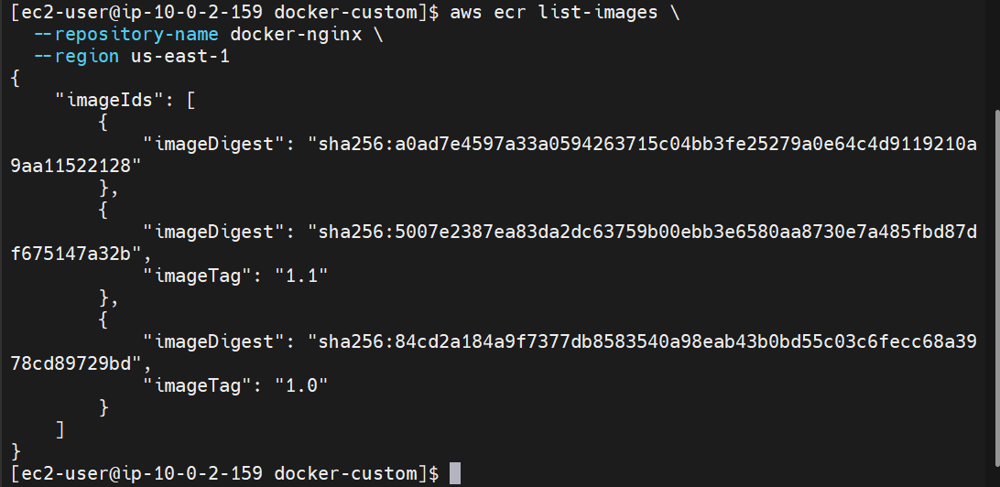 [ec2-user@ip-10-0-2-159 docker-custom]$ aws ecr list-images \
  --repository-name docker-nginx \
  --region us-east-1
{
    "imageIds": [
        {
            "imageDigest": "sha256:a0ad7e4597a33a0594263715c04bb3fe25279a0e64c4d9119210a
9aa11522128"
        },
        {
            "imageDigest": "sha256:5007e2387ea83da2dc63759b00ebb3e6580aa8730e7a485fbd87d
f675147a32b",
            "imageTag": "1.1"
        },
        {
            "imageDigest": "sha256:84cd2a184a9f7377db8583540a98eab43b0bd55c03c6fecc68a39
78cd89729bd",
            "imageTag": "1.0"
        }
    ]
}
[ec2-user@ip-10-0-2-159 docker-custom]$